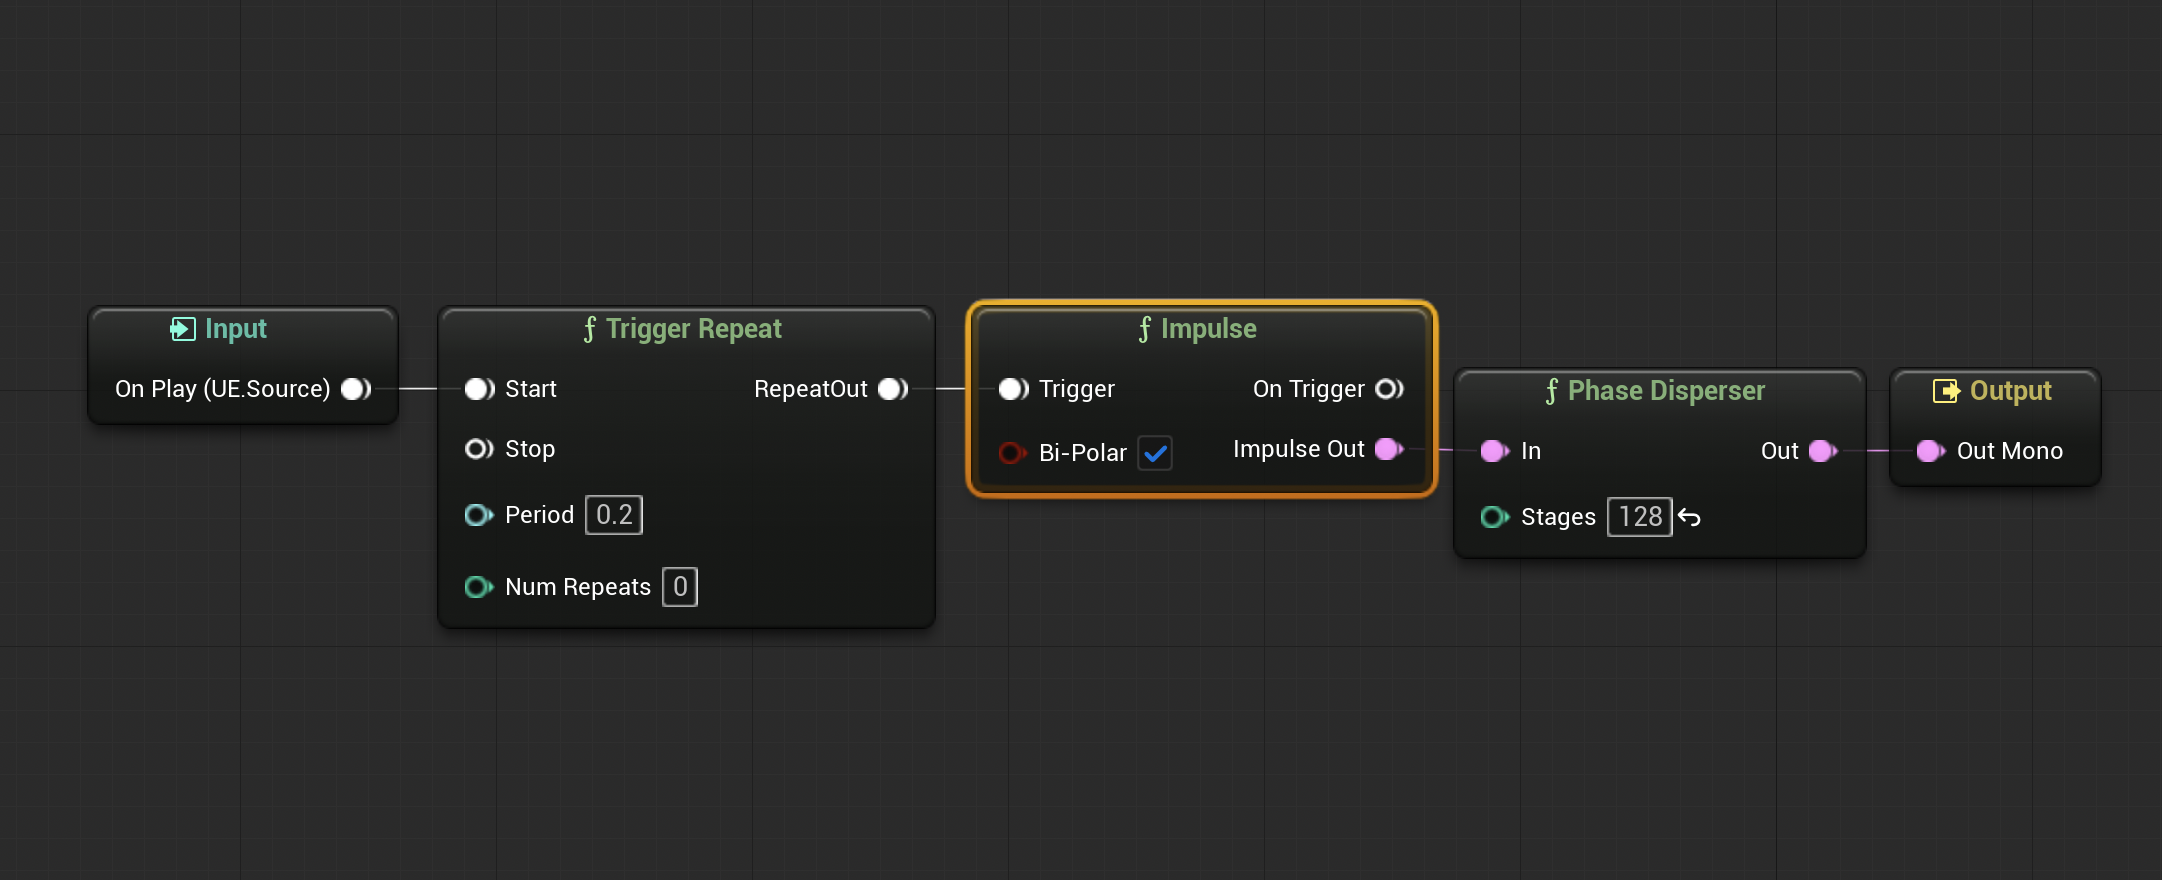 Input
On Play (UE.Source)
ƒ Trigger Repeat
Start
RepeatOut
Stop
Period 0.2
Num Repeats 0
ƒ Impulse
Trigger
On Trigger
Bi-Polar
Impulse Out
ƒ Phase Disperser
In
Out
Stages 128
Output
Out Mono